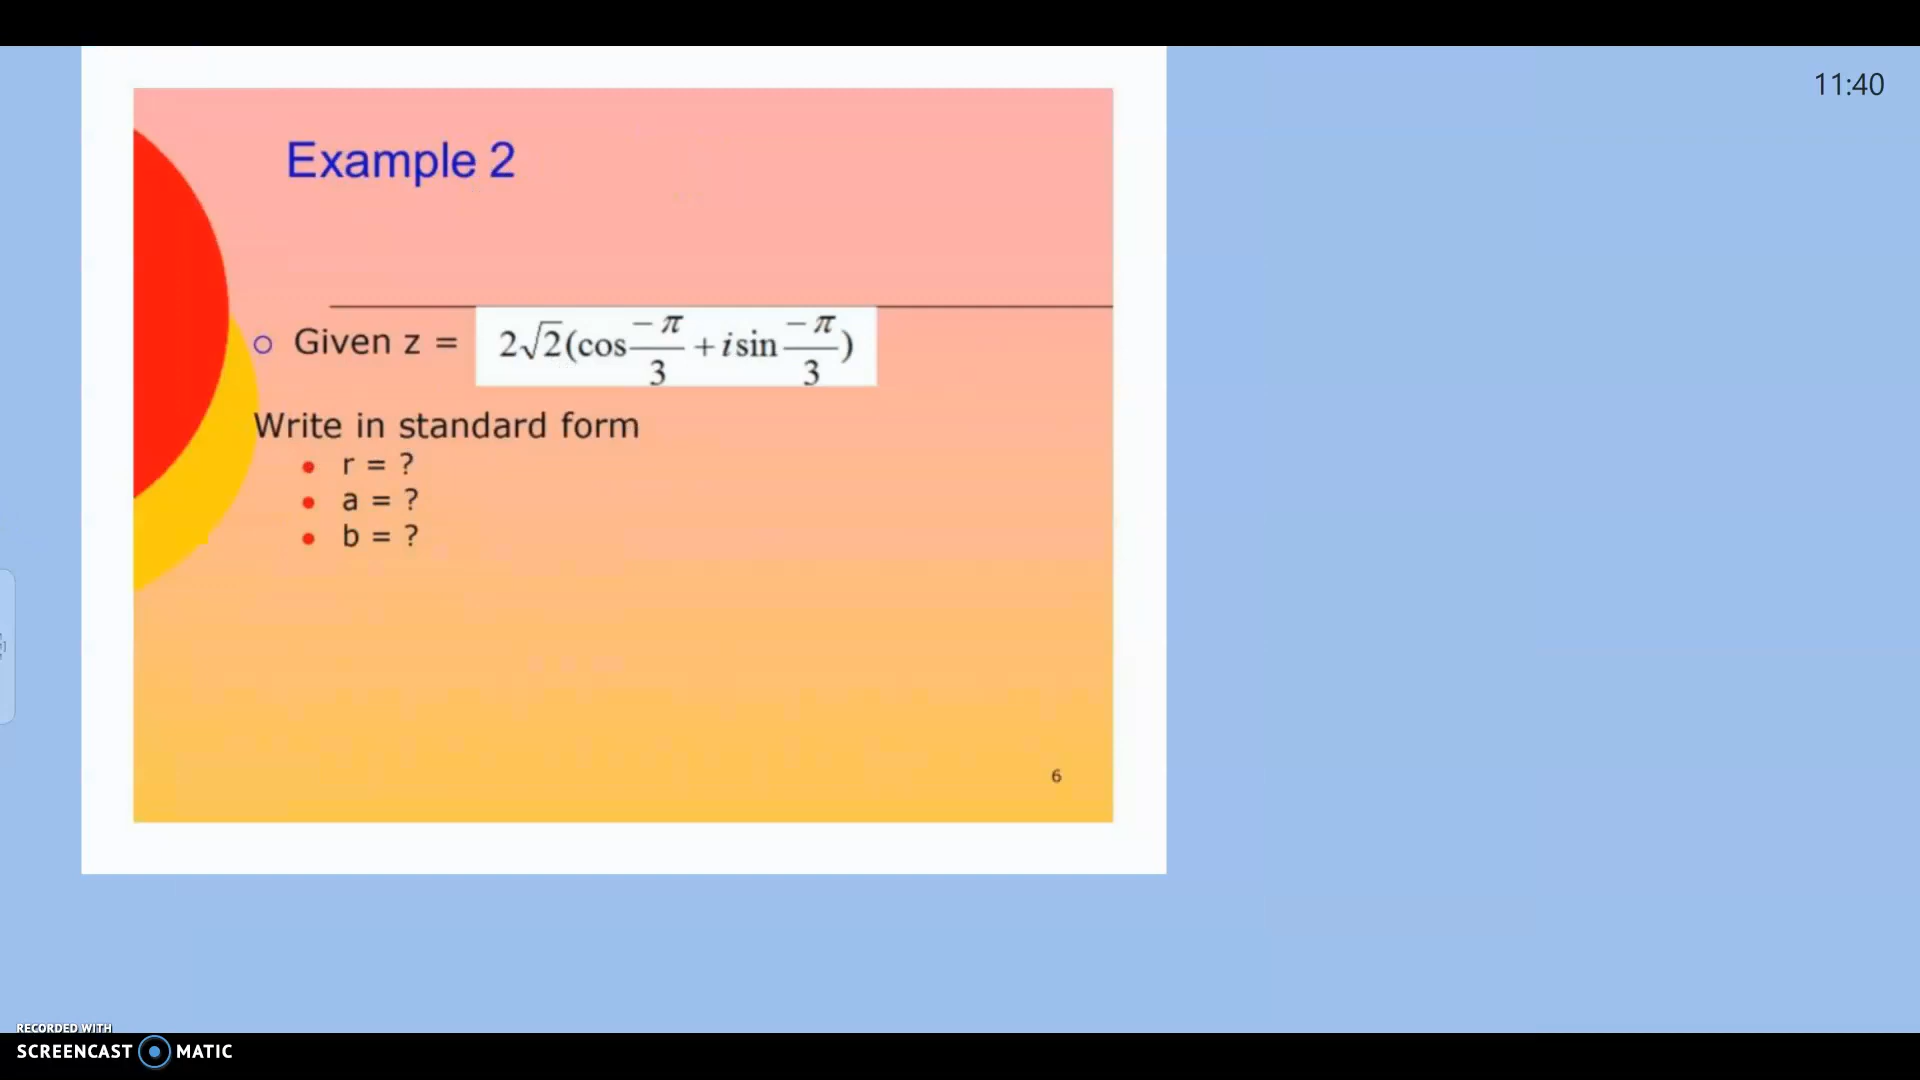 11:40
Example 2
Given z = 2√2(cos -π/3 + i sin -π/3)
Write in standard form
r = ?
a = ?
b = ?
6
RECORDED WITH
SCREENCAST MATIC